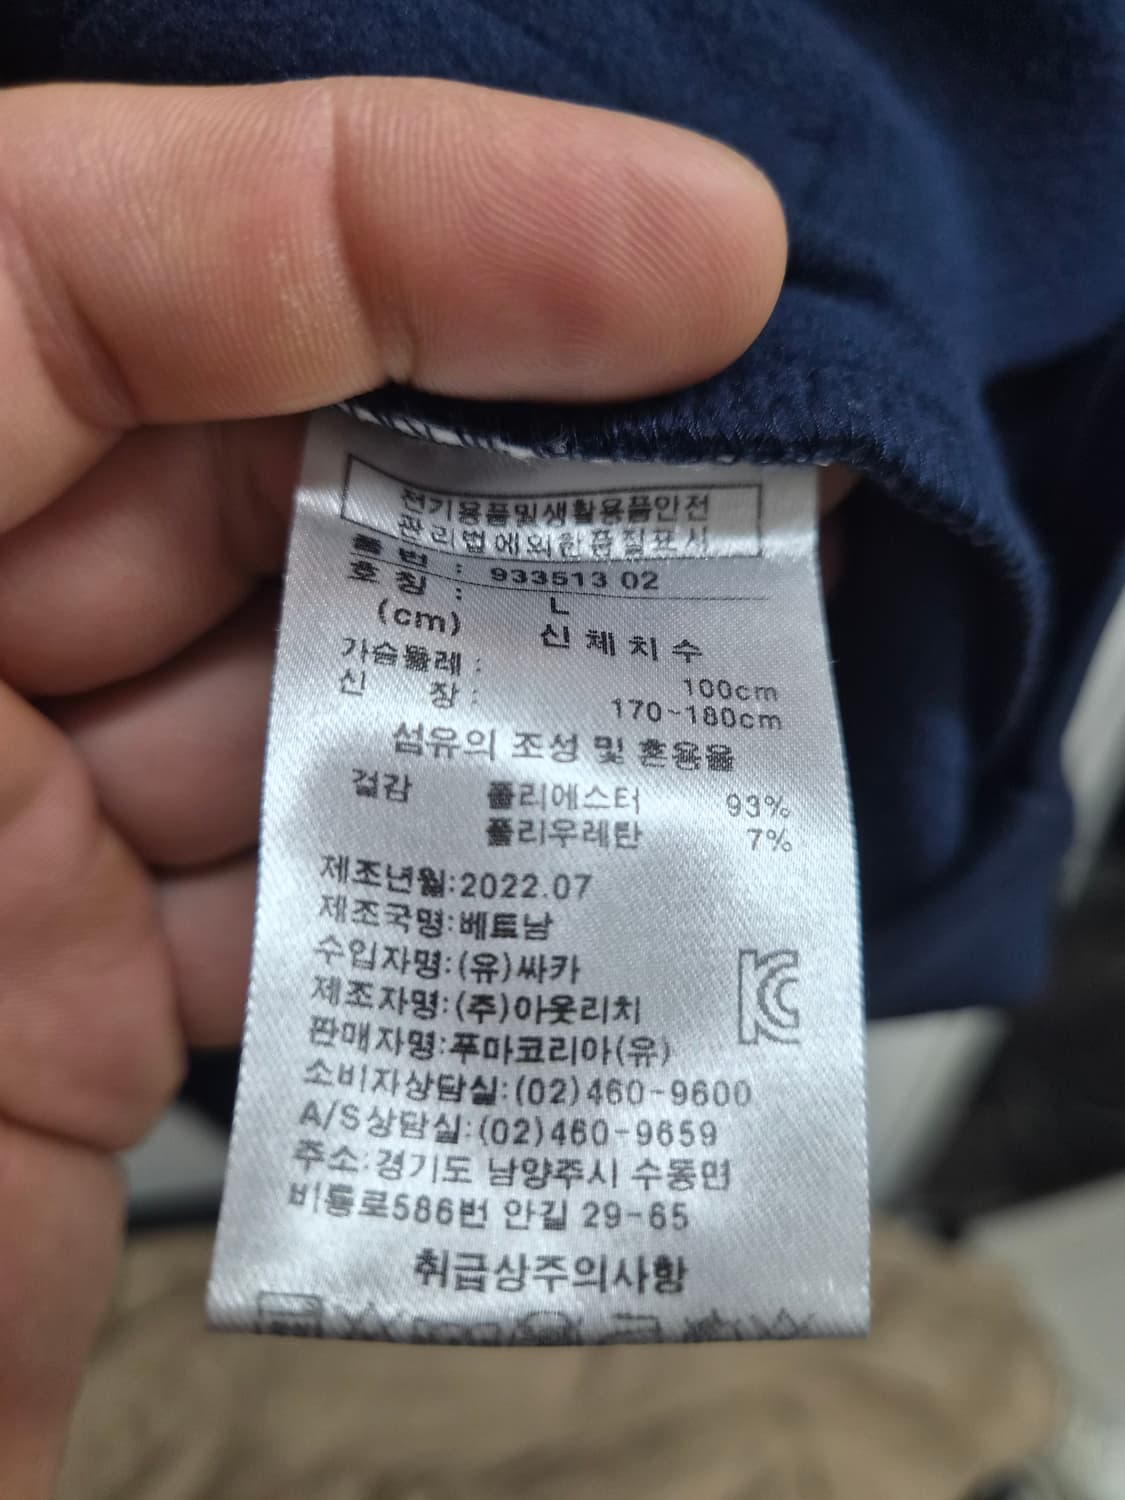 전기용품및생활용품안전
관리법에의한품질표시
품 번 : 933513 02
호 칭 : L
(cm) 신 체 치 수
가슴둘레 : 100cm
신 장 : 170~180cm
섬유의 조성 및 혼용율
겉감 폴리에스터 93%
폴리우레탄 7%
제조년월:2022.07
제조국명:베트남
수입자명:(유)싸카
제조자명:(주)아웃리치
판매자명:푸마코리아(유)
소비자상담실:(02)460-9600
A/S상담실:(02)460-9659
주소:경기도 남양주시 수동면
비룡로586번 안길 29-65
취급상주의사항